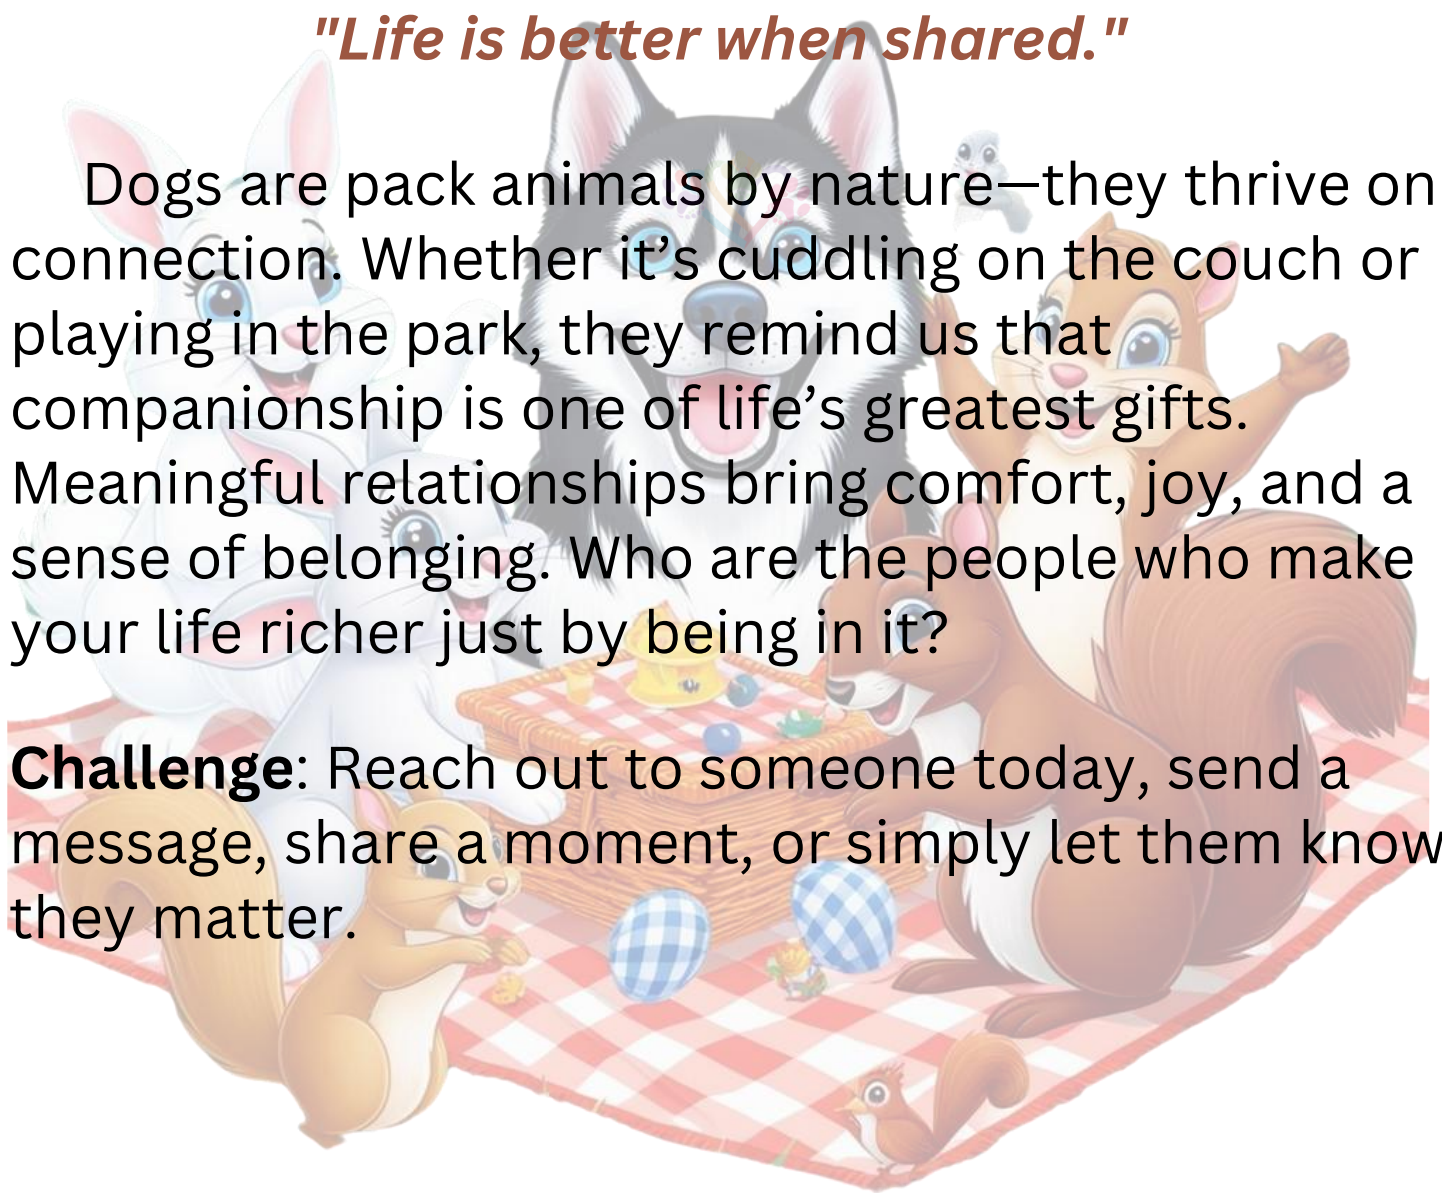 "Life is better when shared."
Dogs are pack animals by nature—they thrive on
connection. Whether it’s cuddling on the couch or
playing in the park, they remind us that
companionship is one of life’s greatest gifts.
Meaningful relationships bring comfort, joy, and a
sense of belonging. Who are the people who make
your life richer just by being in it?
Challenge: Reach out to someone today, send a
message, share a moment, or simply let them know
they matter.